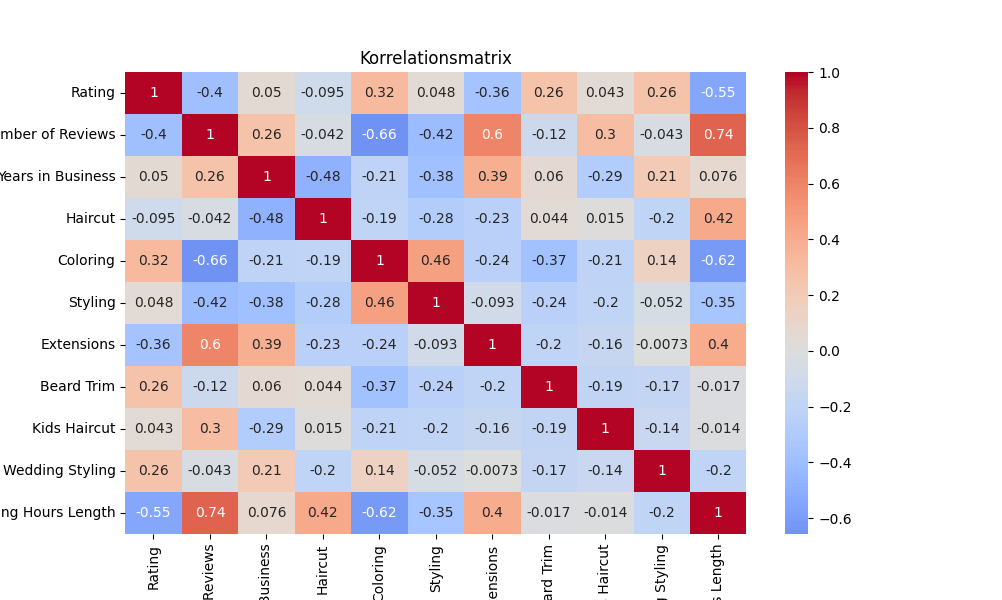 Korrelationsmatrix
Rating 1 -0.4 0.05 -0.095 0.32 0.048 -0.36 0.26 0.043 0.26 -0.55
mber of Reviews -0.4 1 0.26 -0.042 -0.66 -0.42 0.6 -0.12 0.3 -0.043 0.74
Years in Business 0.05 0.26 1 -0.48 -0.21 -0.38 0.39 0.06 -0.29 0.21 0.076
Haircut -0.095 -0.042 -0.48 1 -0.19 -0.28 -0.23 0.044 0.015 -0.2 0.42
Coloring 0.32 -0.66 -0.21 -0.19 1 0.46 -0.24 -0.37 -0.21 0.14 -0.62
Styling 0.048 -0.42 -0.38 -0.28 0.46 1 -0.093 -0.24 -0.2 -0.052 -0.35
Extensions -0.36 0.6 0.39 -0.23 -0.24 -0.093 1 -0.2 -0.16 -0.0073 0.4
Beard Trim 0.26 -0.12 0.06 0.044 -0.37 -0.24 -0.2 1 -0.19 -0.17 -0.017
Kids Haircut 0.043 0.3 -0.29 0.015 -0.21 -0.2 -0.16 -0.19 1 -0.14 -0.014
Wedding Styling 0.26 -0.043 0.21 -0.2 0.14 -0.052 -0.0073 -0.17 -0.14 1 -0.2
ng Hours Length -0.55 0.74 0.076 0.42 -0.62 -0.35 0.4 -0.017 -0.014 -0.2 1
Rating
Reviews
Business
Haircut
Coloring
Styling
ensions
ard Trim
Haircut
g Styling
s Length
1.0
0.8
0.6
0.4
0.2
0.0
−0.2
−0.4
−0.6